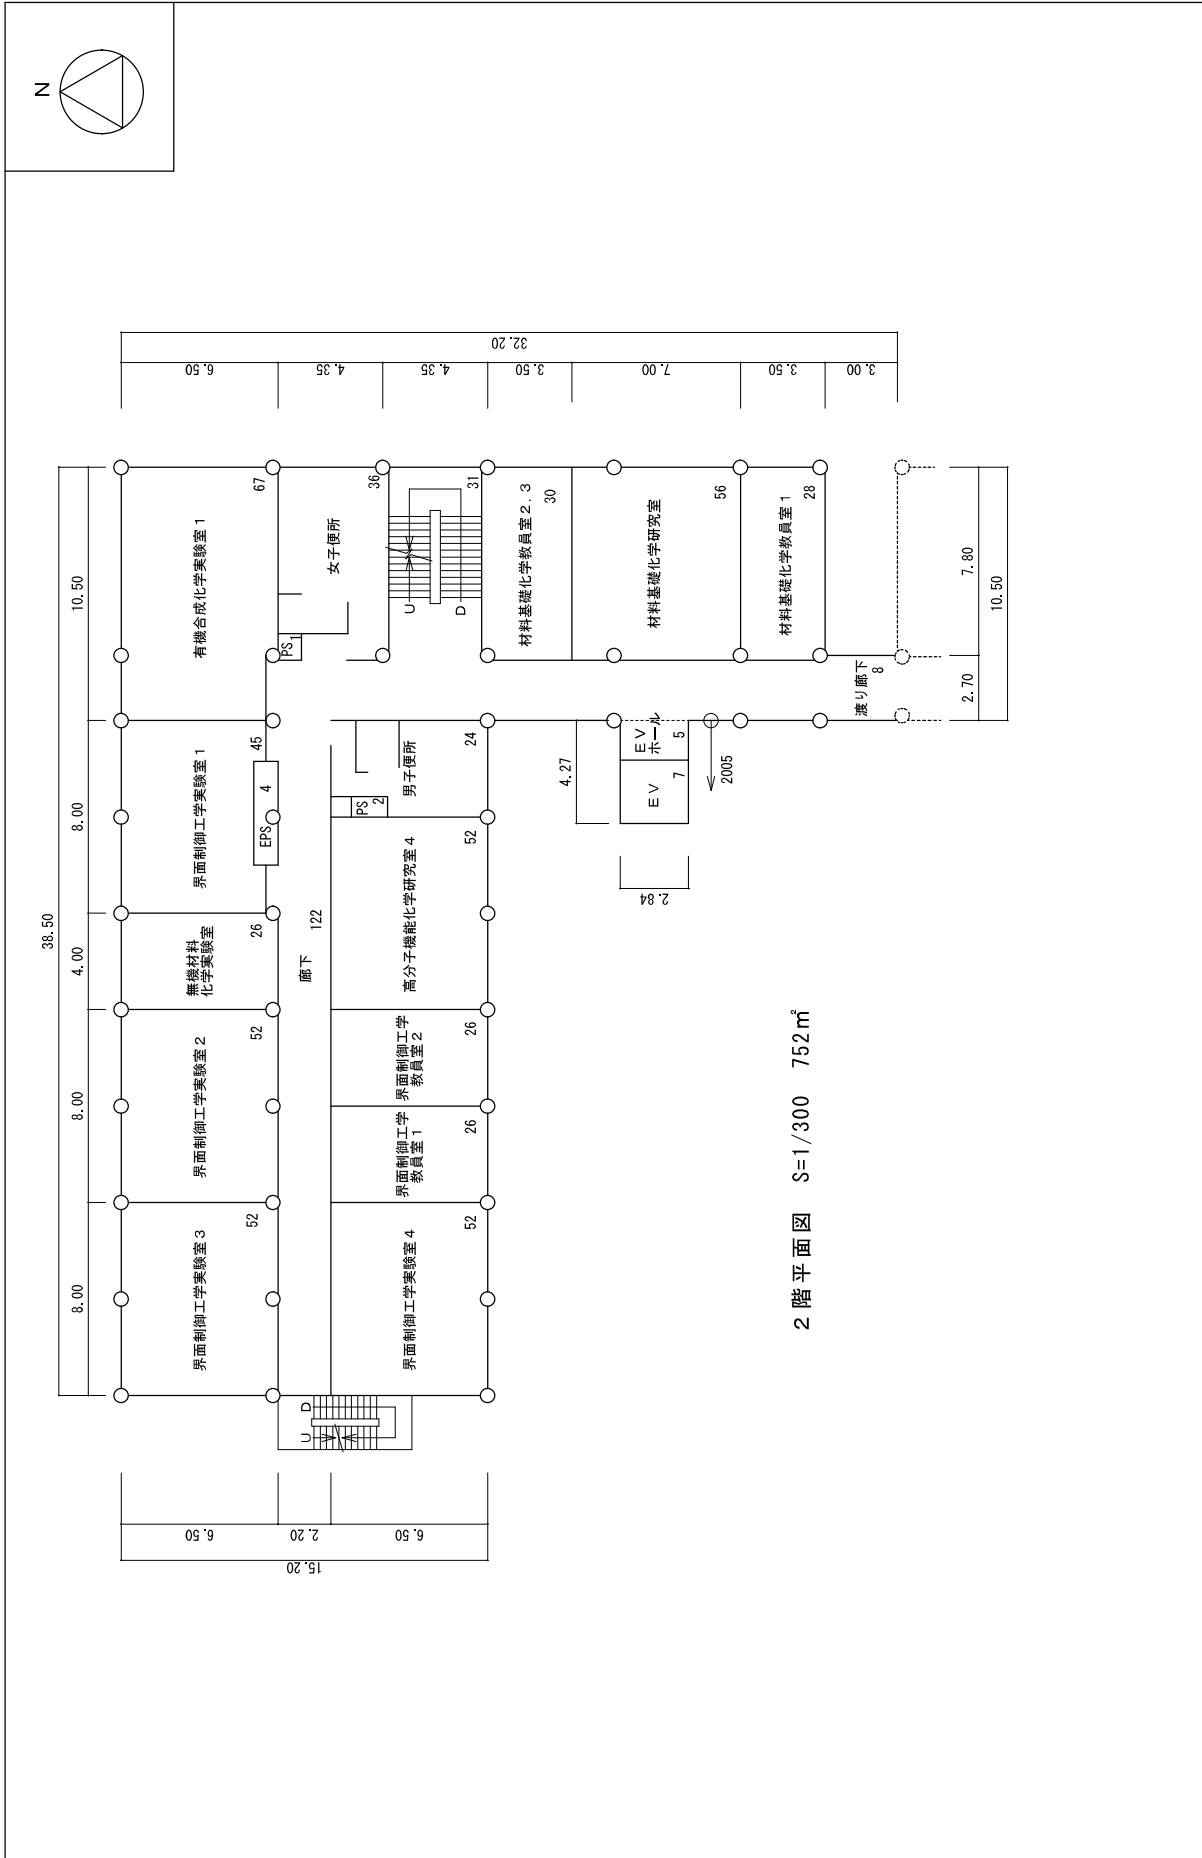 N
32.20
6.50
4.35
4.35
3.50
7.00
3.50
3.00
38.50
10.50
8.00
4.00
8.00
8.00
有機合成化学実験室1
67
女子便所
36
PS
1
U
D
31
材料基礎化学教員室2,3
30
材料基礎化学研究室
56
材料基礎化学教員室1
28
渡り廊下
8
7.80
2.70
10.50
界面制御工学実験室1
45
EPS
4
男子便所
24
PS
2
EV
ホール
5
EV
7
4.27
2.84
2005
無機材料
化学実験室
26
廊下
122
高分子機能化学研究室4
52
界面制御工学実験室2
52
界面制御工学
教員室2
26
界面制御工学
教員室1
26
界面制御工学実験室3
52
界面制御工学実験室4
52
U
D
6.50
2.20
6.50
15.20
2階平面図 S=1/300 752㎡